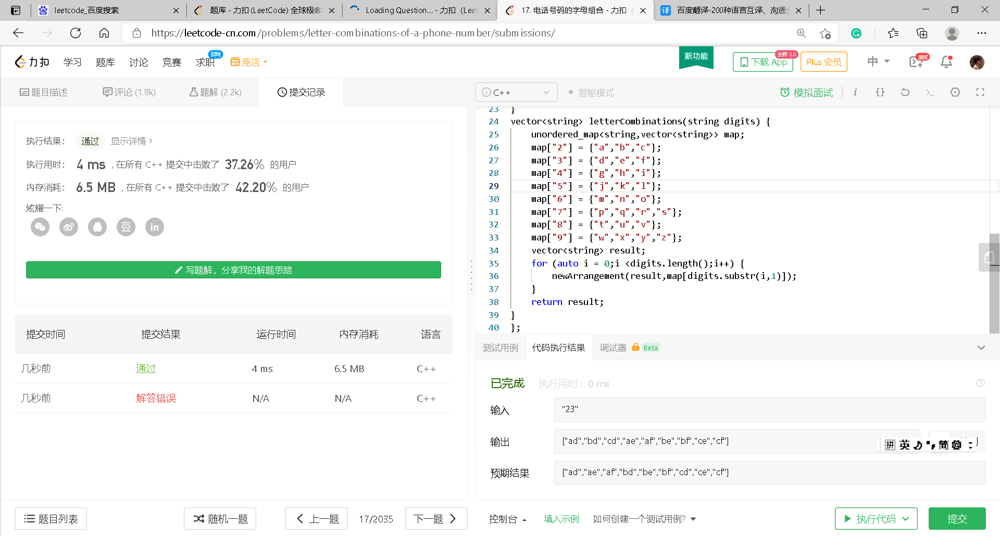 leetcode_百度搜索
题库 - 力扣 (LeetCode) 全球极客
Loading Question... - 力扣 (Leet
17. 电话号码的字母组合 - 力扣 (
百度翻译-200种语言互译、沟通全
https://leetcode-cn.com/problems/letter-combinations-of-a-phone-number/submissions/
力扣 学习 题库 讨论 竞赛 求职 招聘 商店
新功能 下载 App 全新 2.0 Plus 会员 中 面试
题目描述 评论 (1.8k) 题解 (2.2k) 提交记录
执行结果： 通过 显示详情 >
执行用时： 4 ms , 在所有 C++ 提交中击败了 37.26% 的用户
内存消耗： 6.5 MB , 在所有 C++ 提交中击败了 42.20% 的用户
炫耀一下:
写题解，分享我的解题思路
提交时间 提交结果 运行时间 内存消耗 语言
几秒前 通过 4 ms 6.5 MB C++
几秒前 解答错误 N/A N/A C++
C++ 智能模式 模拟面试
23 }
24 vector<string> letterCombinations(string digits) {
25 unordered_map<string,vector<string>> map;
26 map["2"] = {"a","b","c"};
27 map["3"] = {"d","e","f"};
28 map["4"] = {"g","h","i"};
29 map["5"] = {"j","k","l"};
30 map["6"] = {"m","n","o"};
31 map["7"] = {"p","q","r","s"};
32 map["8"] = {"t","u","v"};
33 map["9"] = {"w","x","y","z"};
34 vector<string> result;
35 for (auto i = 0;i <digits.length();i++) {
36 newArrangement(result,map[digits.substr(i,1)]);
37 }
38 return result;
39 }
40 };
测试用例 代码执行结果 调试器 Beta
已完成 执行用时：0 ms
输入 "23"
输出 ["ad","bd","cd","ae","af","be","bf","ce","cf"]
拼 英 简
预期结果 ["ad","ae","af","bd","be","bf","cd","ce","cf"]
题目列表 随机一题 上一题 17/2035 下一题
控制台 填入示例 如何创建一个测试用例? 执行代码 提交